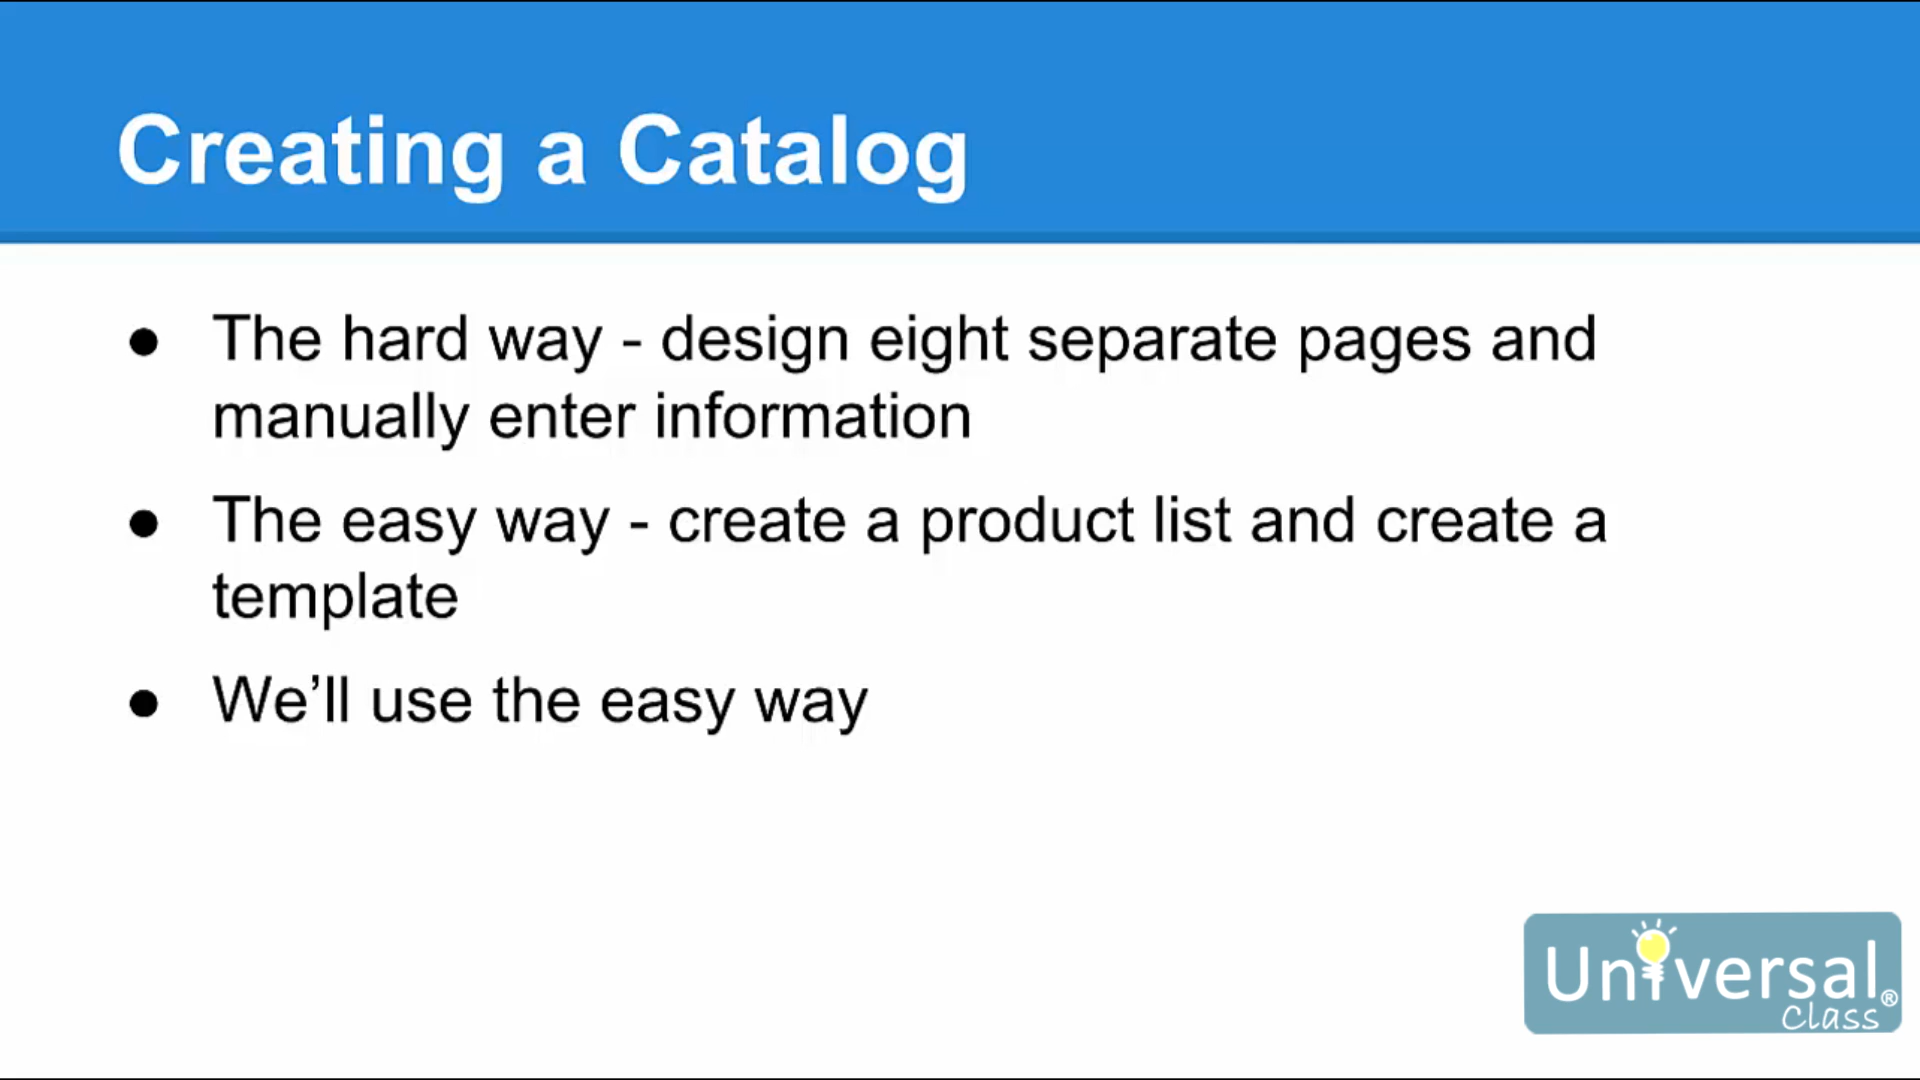 Creating a Catalog
● The hard way - design eight separate pages and
manually enter information
● The easy way - create a product list and create a
template
● We’ll use the easy way
Universal®
Class